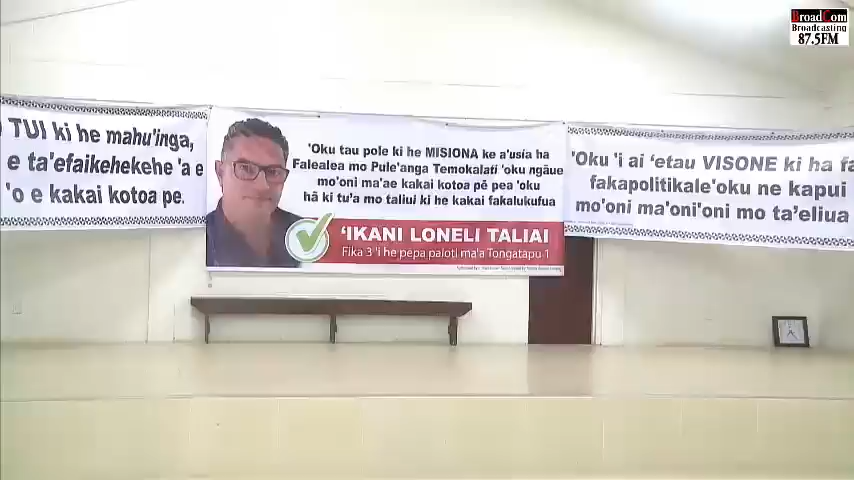 BroadCom
Broadcasting
87.5FM
TUI ki he mahu'inga,
e ta'efaikehekehe 'a e
'o e kakai kotoa pe.
'Oku tau pole ki he MISIONA ke a'usia ha
Falealea mo Pule'anga Temokalati 'oku ngāue
mo'oni ma'ae kakai kotoa pē pea 'oku
hā ki tu'a mo taliui ki he kakai fakalukufua
'IKANI LONELI TALIAI
Fika 3 'i he pepa paloti ma'a Tongatapu 1
'Oku 'i ai 'etau VISONE ki ha fa
fakapolitikale 'oku ne kapui
mo'oni ma'oni'oni mo ta'eliua